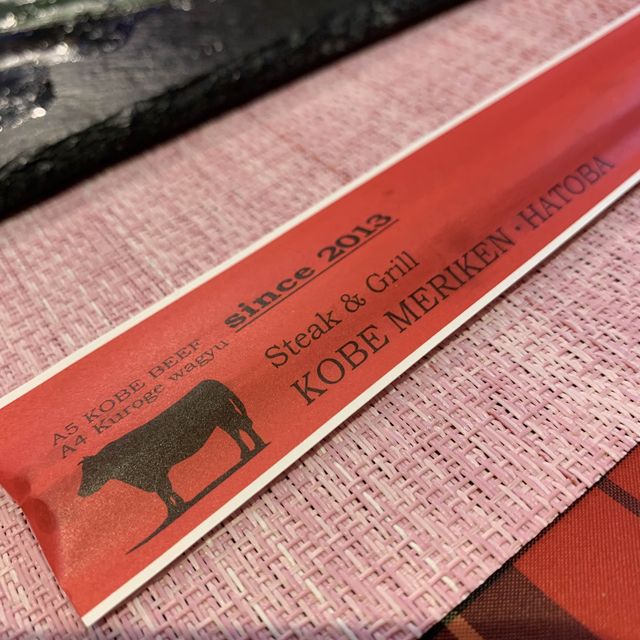 A5 KOBE BEEF
A4 Kuroge wagyu
since 2013
Steak & Grill
KOBE MERIKEN・HATOBA